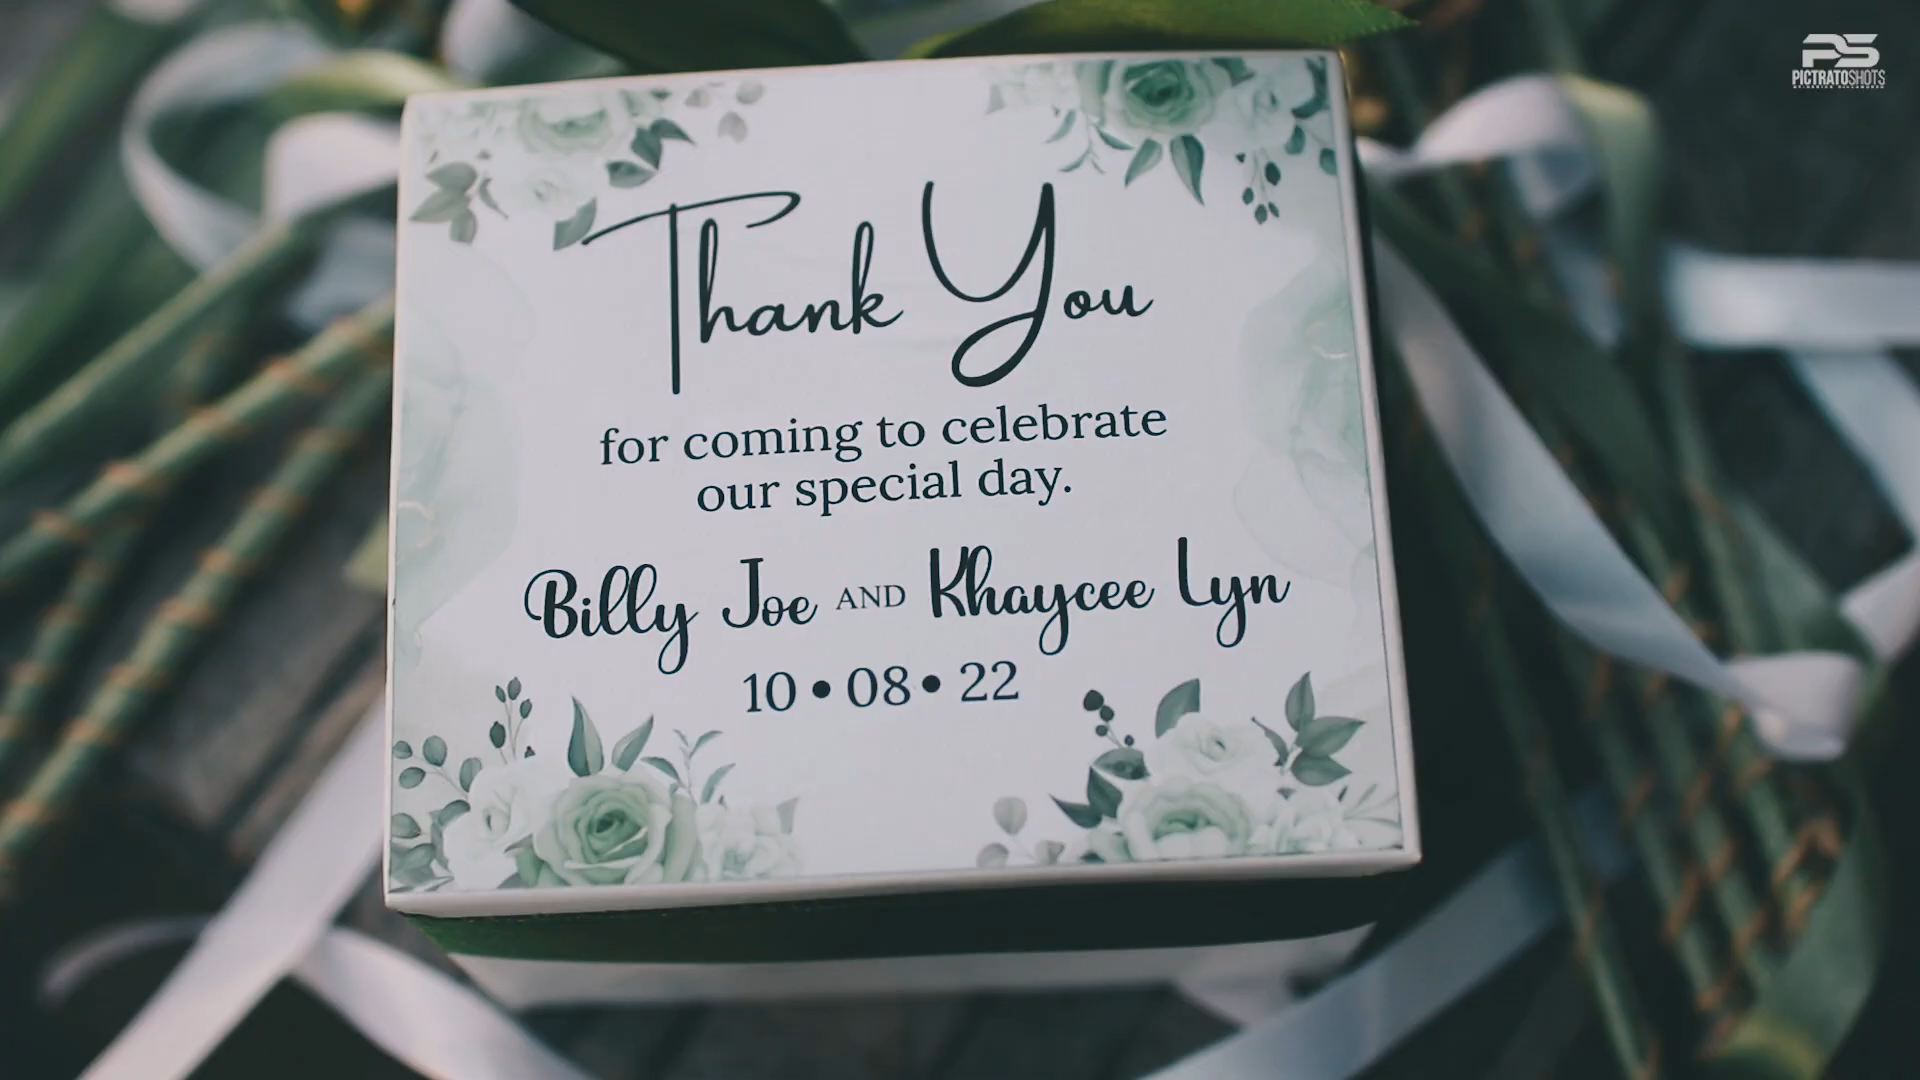 PS
PICTRATOSHOTS
Thank You
for coming to celebrate
our special day.
Billy Joe AND Khaycee Lyn
10 • 08 • 22